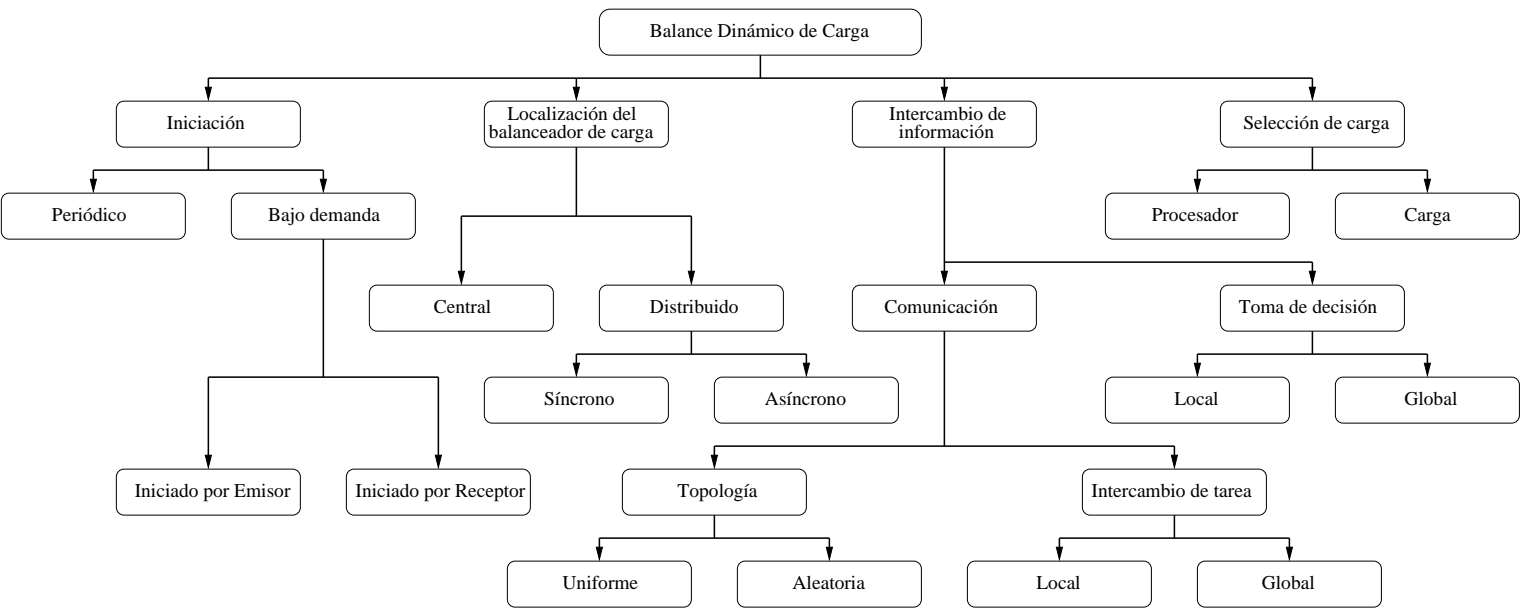 Balance Dinámico de Carga
Iniciación
Localización del
balanceador de carga
Intercambio de
información
Selección de carga
Periódico
Bajo demanda
Procesador
Carga
Central
Distribuido
Comunicación
Toma de decisión
Síncrono
Asíncrono
Local
Global
Iniciado por Emisor
Iniciado por Receptor
Topología
Intercambio de tarea
Uniforme
Aleatoria
Local
Global